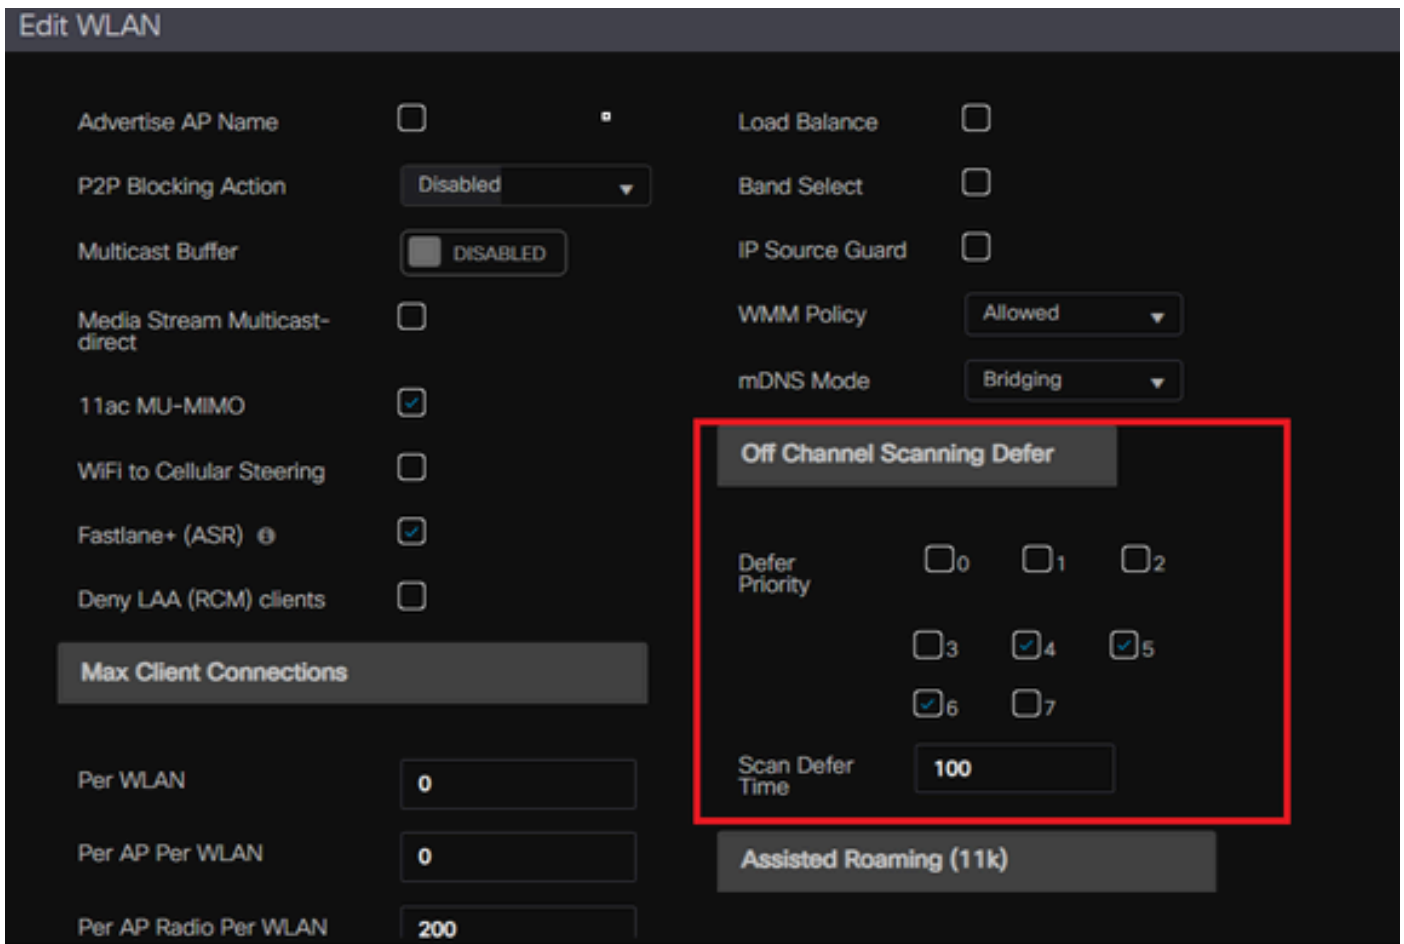 Edit WLAN
Advertise AP Name
P2P Blocking Action Disabled
Multicast Buffer DISABLED
Media Stream Multicast-
direct
11ac MU-MIMO
WiFi to Cellular Steering
Fastlane+ (ASR)
Deny LAA (RCM) clients
Max Client Connections
Per WLAN 0
Per AP Per WLAN 0
Per AP Radio Per WLAN 200
Load Balance
Band Select
IP Source Guard
WMM Policy Allowed
mDNS Mode Bridging
Off Channel Scanning Defer
Defer
Priority
0 1 2
3 4 5
6 7
Scan Defer
Time
100
Assisted Roaming (11k)